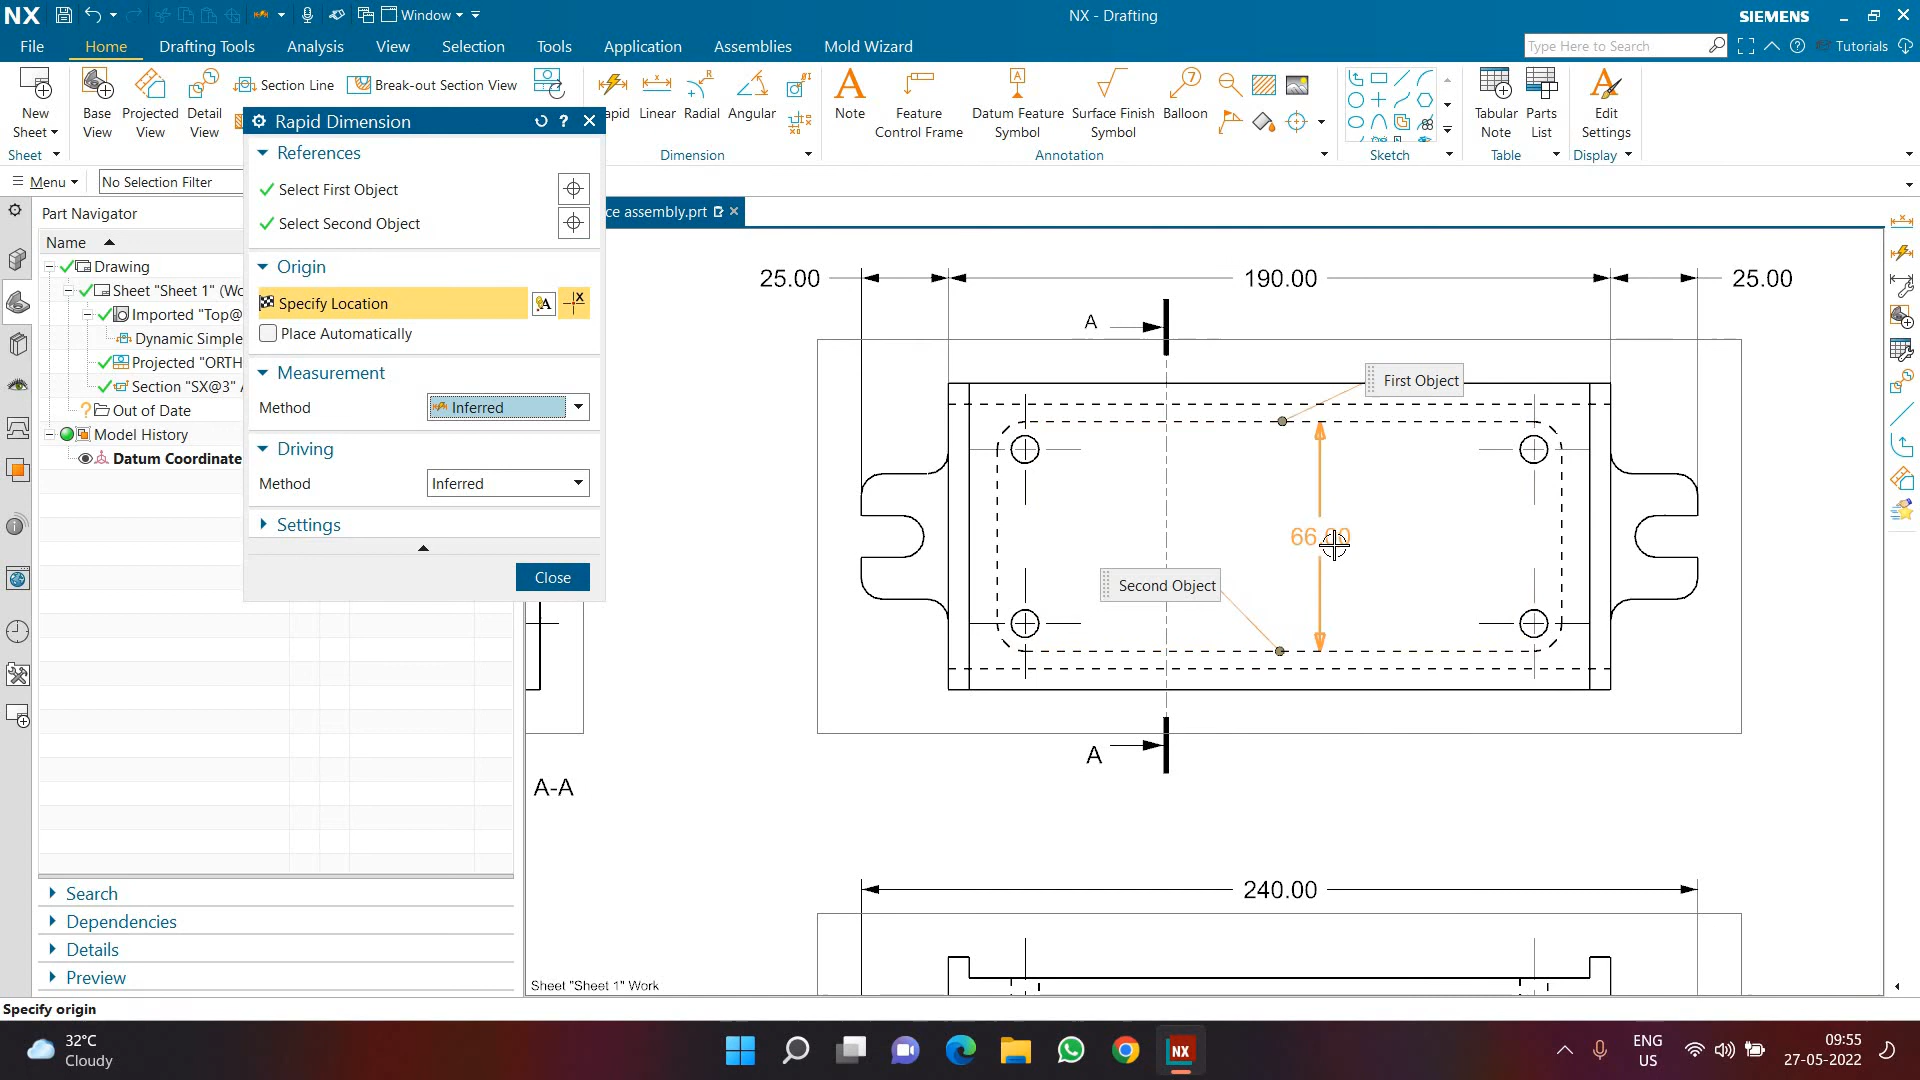 NX
Window
NX - Drafting
SIEMENS
File
Home
Drafting Tools
Analysis
View
Selection
Tools
Application
Assemblies
Mold Wizard
Type Here to Search
Tutorials
New
Sheet
Base
View
Projected
View
Detail
View
Section Line
Break-out Section View
apid
Linear
Radial
Angular
Note
Feature
Control Frame
Datum Feature
Symbol
Surface Finish
Symbol
Balloon
Tabular
Note
Parts
List
Edit
Settings
Sheet
Dimension
Annotation
Sketch
Table
Display
Menu
No Selection Filter
Rapid Dimension
References
Select First Object
Select Second Object
Origin
Specify Location
Place Automatically
Measurement
Method
Inferred
Driving
Method
Inferred
Settings
Close
Part Navigator
Name
Drawing
Sheet "Sheet 1" (Wo
Imported "Top@
Dynamic Simple
Projected "ORTH
Section "SX@3"
Out of Date
Model History
Datum Coordinate
Search
Dependencies
Details
Preview
ce assembly.prt
25.00
190.00
25.00
A
First Object
Second Object
A
A-A
240.00
Sheet "Sheet 1" Work
Specify origin
32°C
Cloudy
NX
ENG
US
09:55
27-05-2022